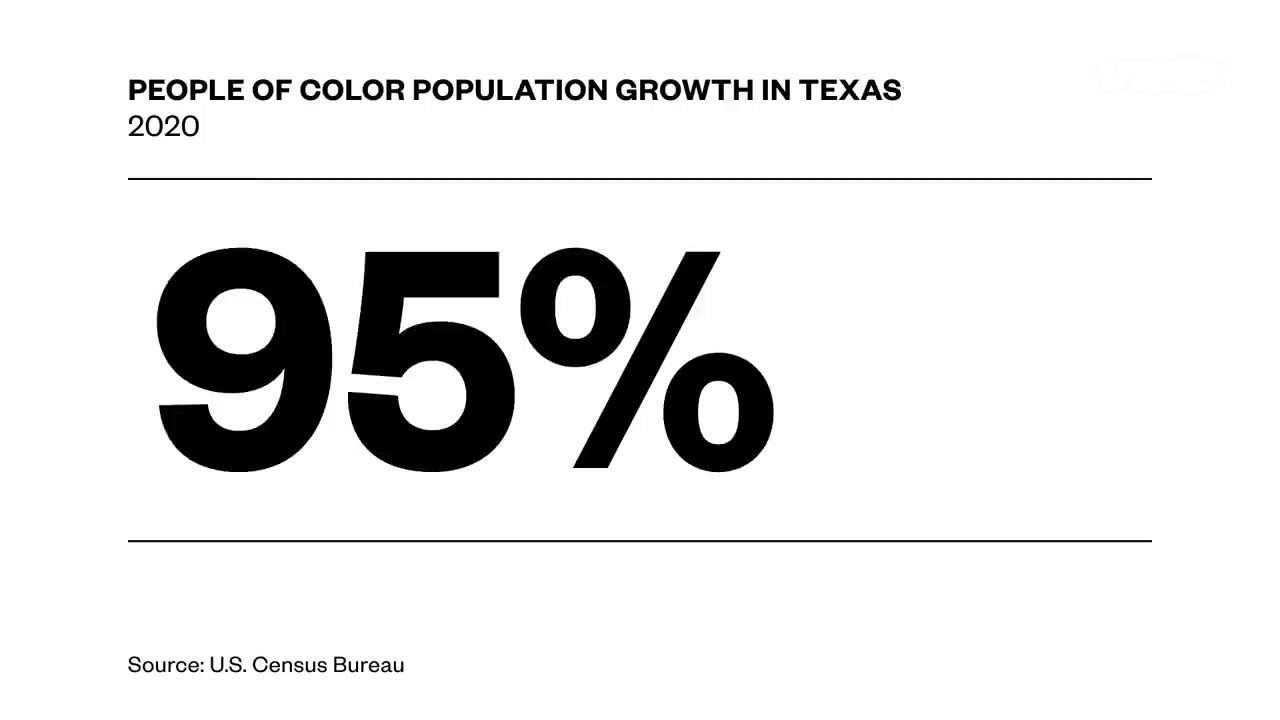 PEOPLE OF COLOR POPULATION GROWTH IN TEXAS
2020
95%
Source: U.S. Census Bureau